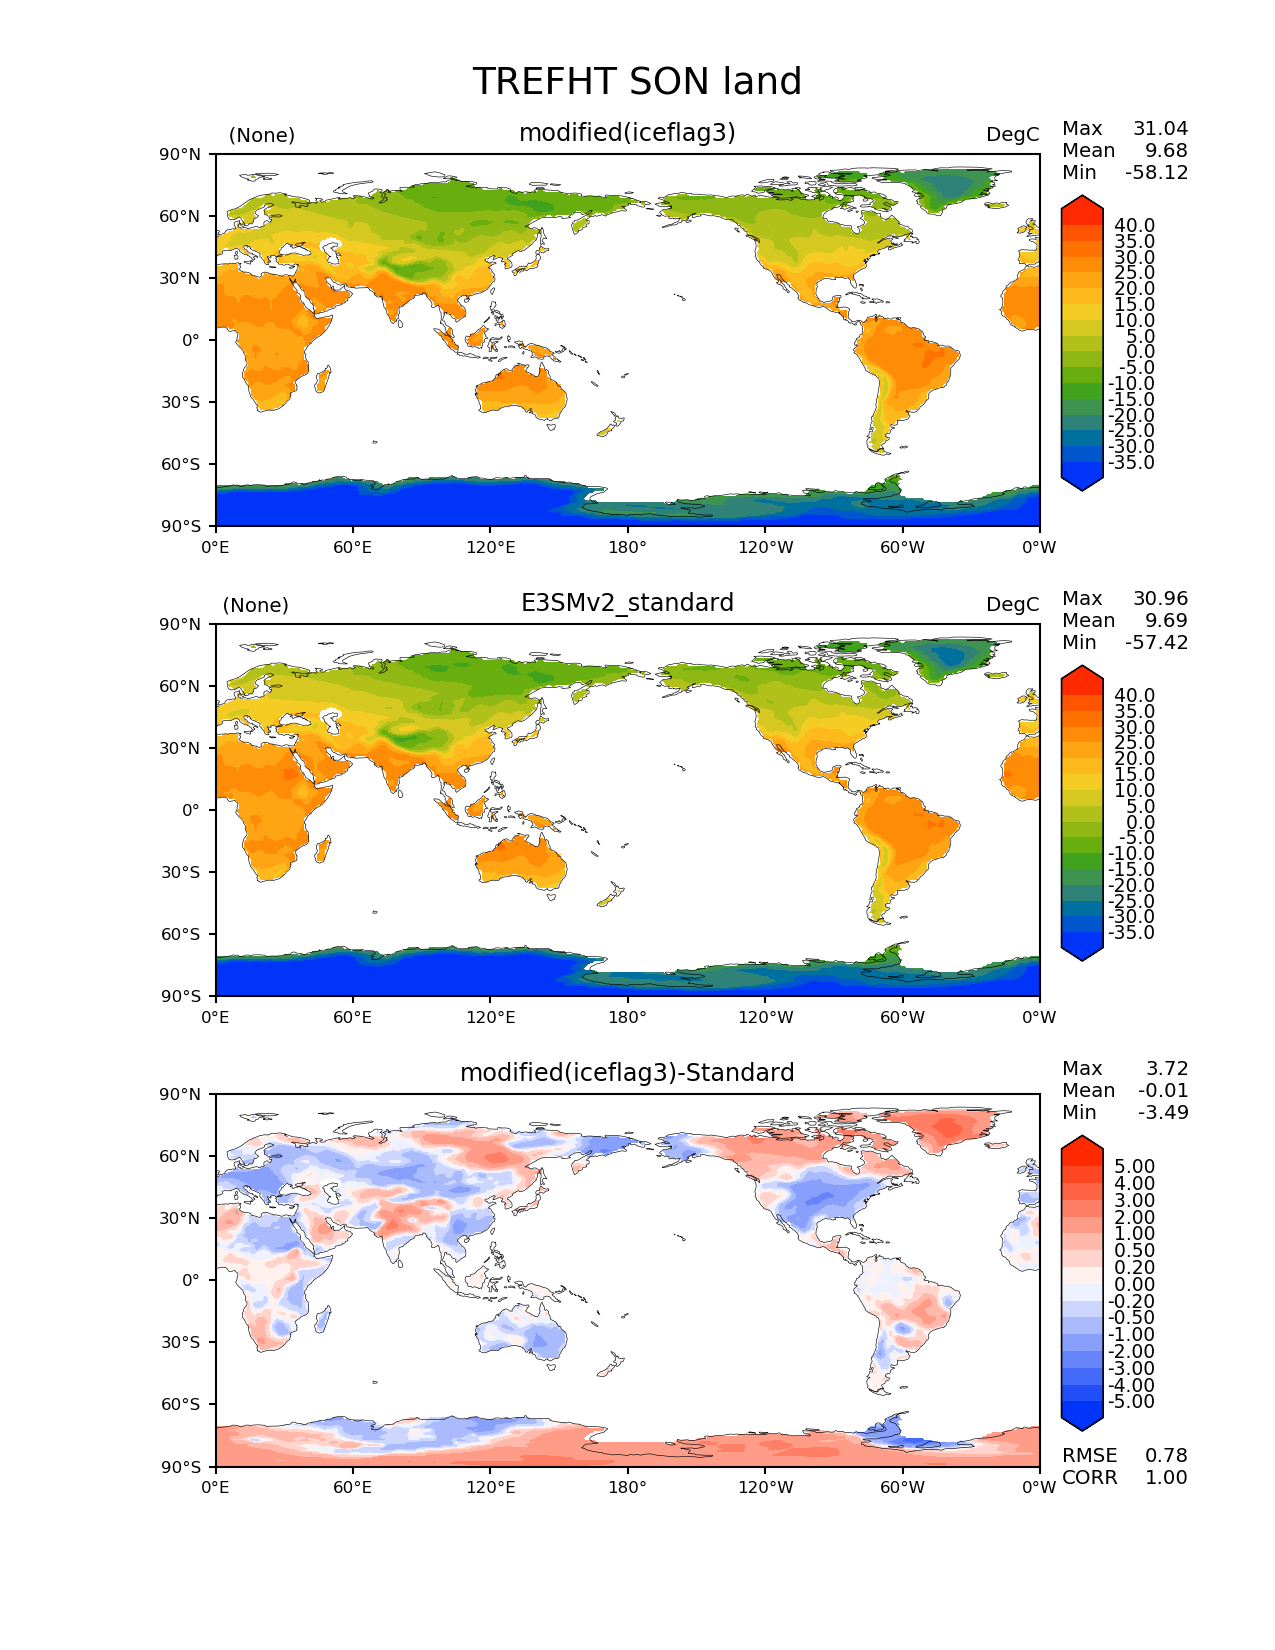 TREFHT SON land
(None) modified(iceflag3) DegC
Max 31.04
Mean 9.68
Min -58.12
90°N
60°N
30°N
0°
30°S
60°S
90°S
0°E 60°E 120°E 180° 120°W 60°W 0°W
40.0
35.0
30.0
25.0
20.0
15.0
10.0
5.0
0.0
-5.0
-10.0
-15.0
-20.0
-25.0
-30.0
-35.0
(None) E3SMv2_standard DegC
Max 30.96
Mean 9.69
Min -57.42
90°N
60°N
30°N
0°
30°S
60°S
90°S
0°E 60°E 120°E 180° 120°W 60°W 0°W
40.0
35.0
30.0
25.0
20.0
15.0
10.0
5.0
0.0
-5.0
-10.0
-15.0
-20.0
-25.0
-30.0
-35.0
modified(iceflag3)-Standard
Max 3.72
Mean -0.01
Min -3.49
90°N
60°N
30°N
0°
30°S
60°S
90°S
0°E 60°E 120°E 180° 120°W 60°W 0°W
5.00
4.00
3.00
2.00
1.00
0.50
0.20
0.00
-0.20
-0.50
-1.00
-2.00
-3.00
-4.00
-5.00
RMSE 0.78
CORR 1.00